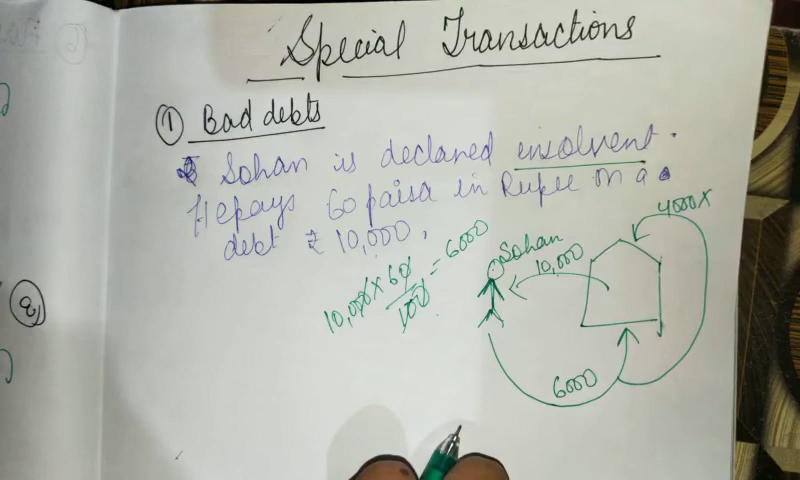 Special Transactions
① Bad debts
Sohan is declared insolvent.
He pays 60 paisa in Rupee on a
debt ₹ 10,000.
10,000 × 60/100 = 6000
Sohan
10,000
4000 X
6000